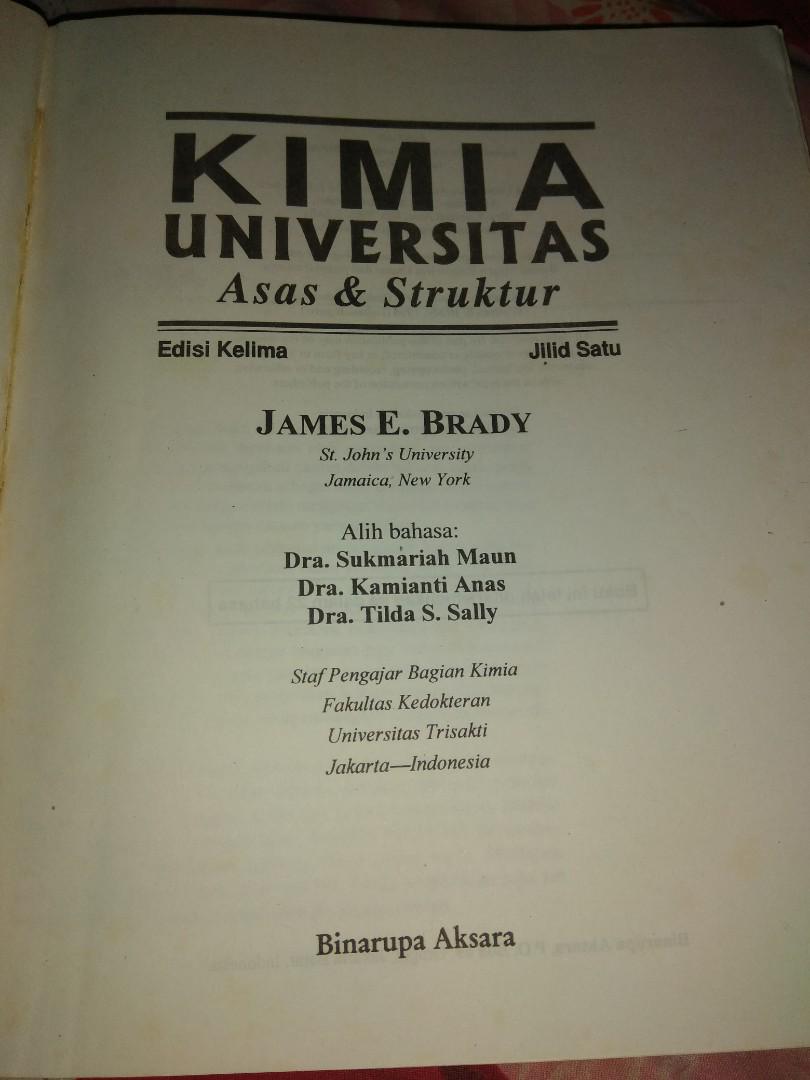 KIMIA
UNIVERSITAS
Asas & Struktur
Edisi Kelima Jilid Satu
JAMES E. BRADY
St. John's University
Jamaica, New York
Alih bahasa:
Dra. Sukmariah Maun
Dra. Kamianti Anas
Dra. Tilda S. Sally
Staf Pengajar Bagian Kimia
Fakultas Kedokteran
Universitas Trisakti
Jakarta—Indonesia
Binarupa Aksara